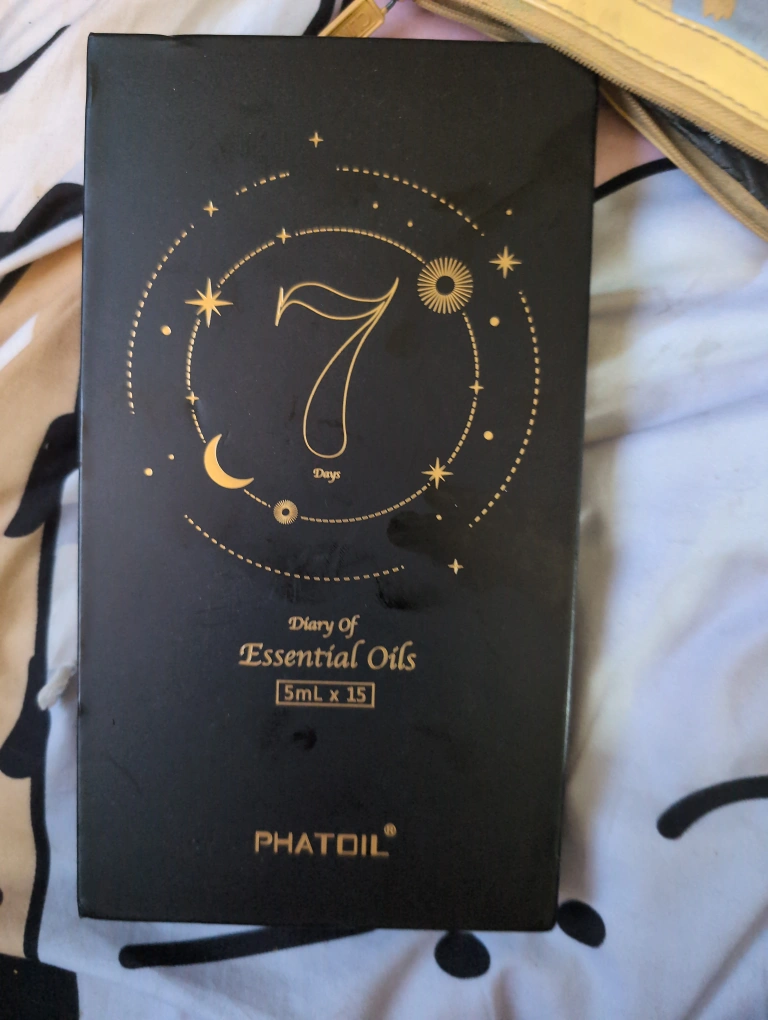 7
Days
Diary Of
Essential Oils
5mL x 15
PHATOIL®